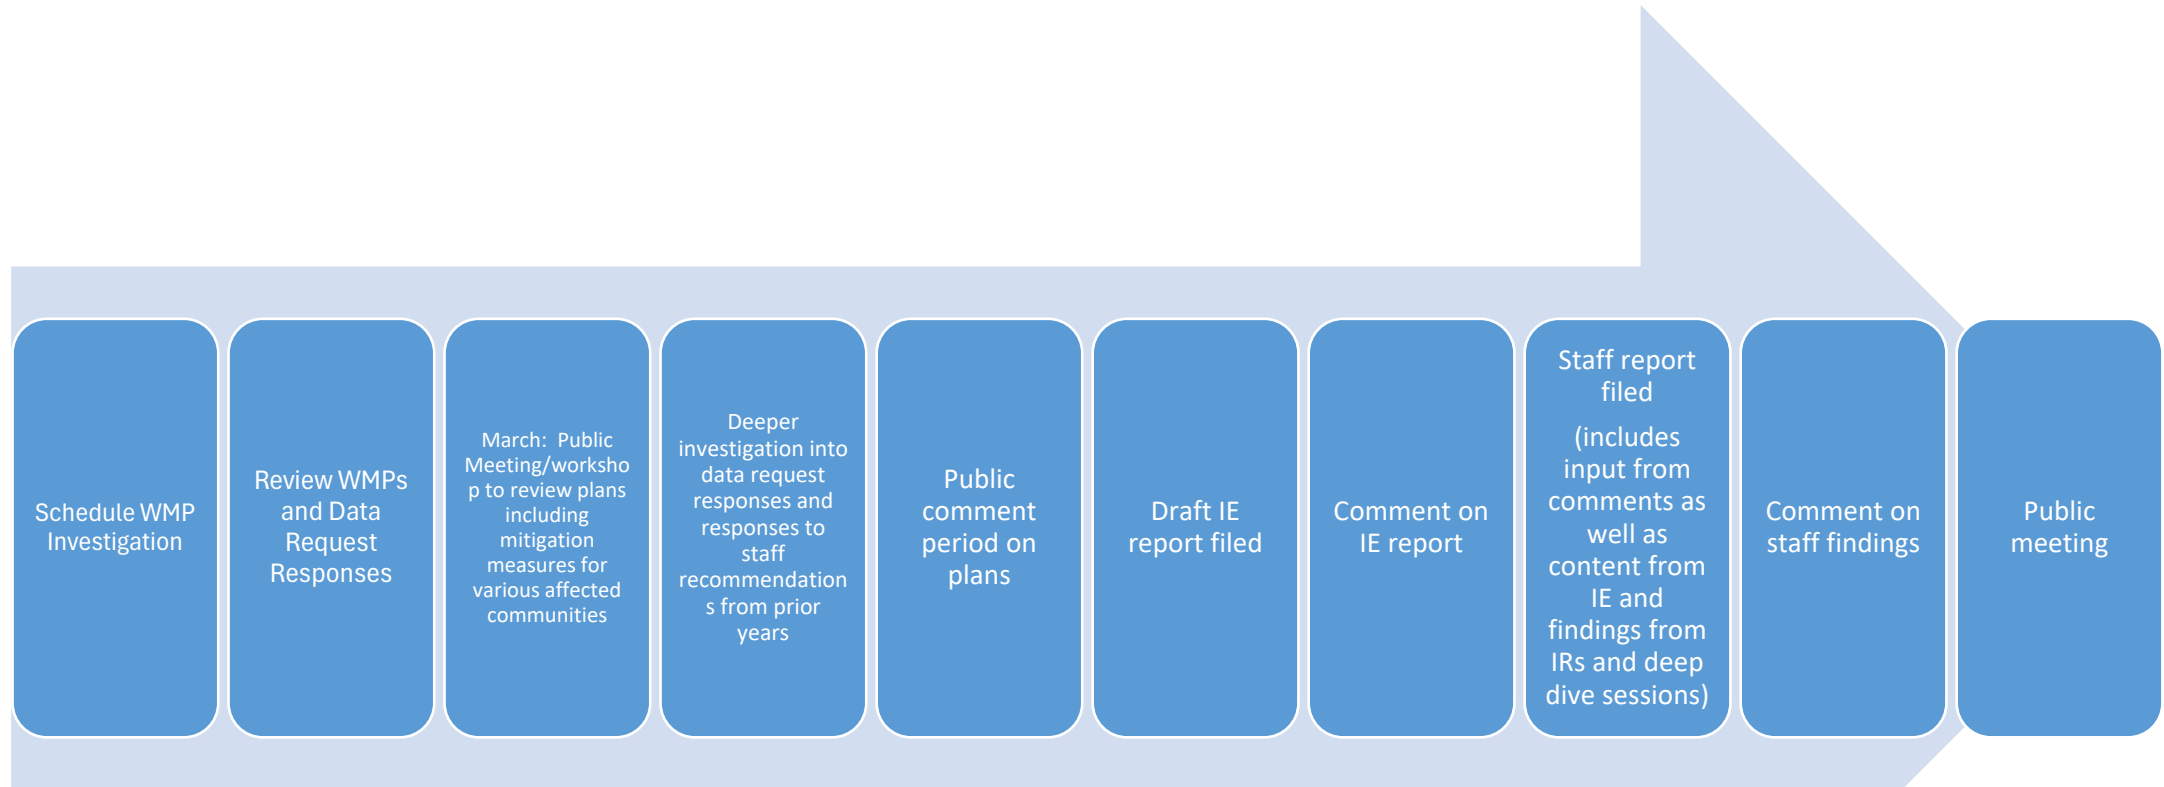 Schedule WMP
Investigation
Review WMPs
and Data
Request
Responses
March:  Public
Meeting/worksho
p to review plans
including
mitigation
measures for
various affected
communities
Deeper
investigation into
data request
responses and
responses to
staff
recommendation
s from prior
years
Public
comment
period on
plans
Draft IE
report filed
Comment on
IE report
Staff report
filed
(includes
input from
comments as
well as
content from
IE and
findings from
IRs and deep
dive sessions)
Comment on
staff findings
Public
meeting